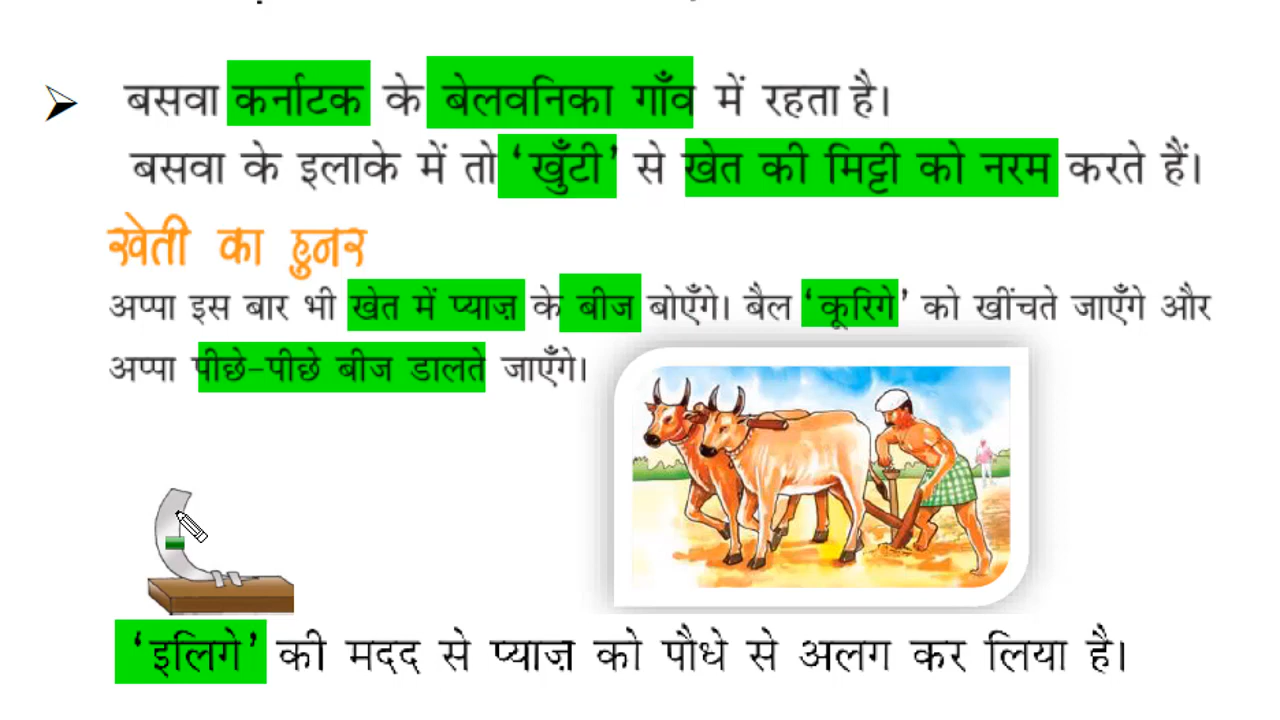 ➢ बसवा कर्नाटक के बेलवनिका गाँव में रहता है।
बसवा के इलाके में तो ‘खुँटी’ से खेत की मिट्टी को नरम करते हैं।
खेती का हुनर
अप्पा इस बार भी खेत में प्याज़ के बीज बोएँगे। बैल ‘कूरिगे’ को खींचते जाएँगे और
अप्पा पीछे-पीछे बीज डालते जाएँगे।
‘इलिगे’ की मदद से प्याज़ को पौधे से अलग कर लिया है।